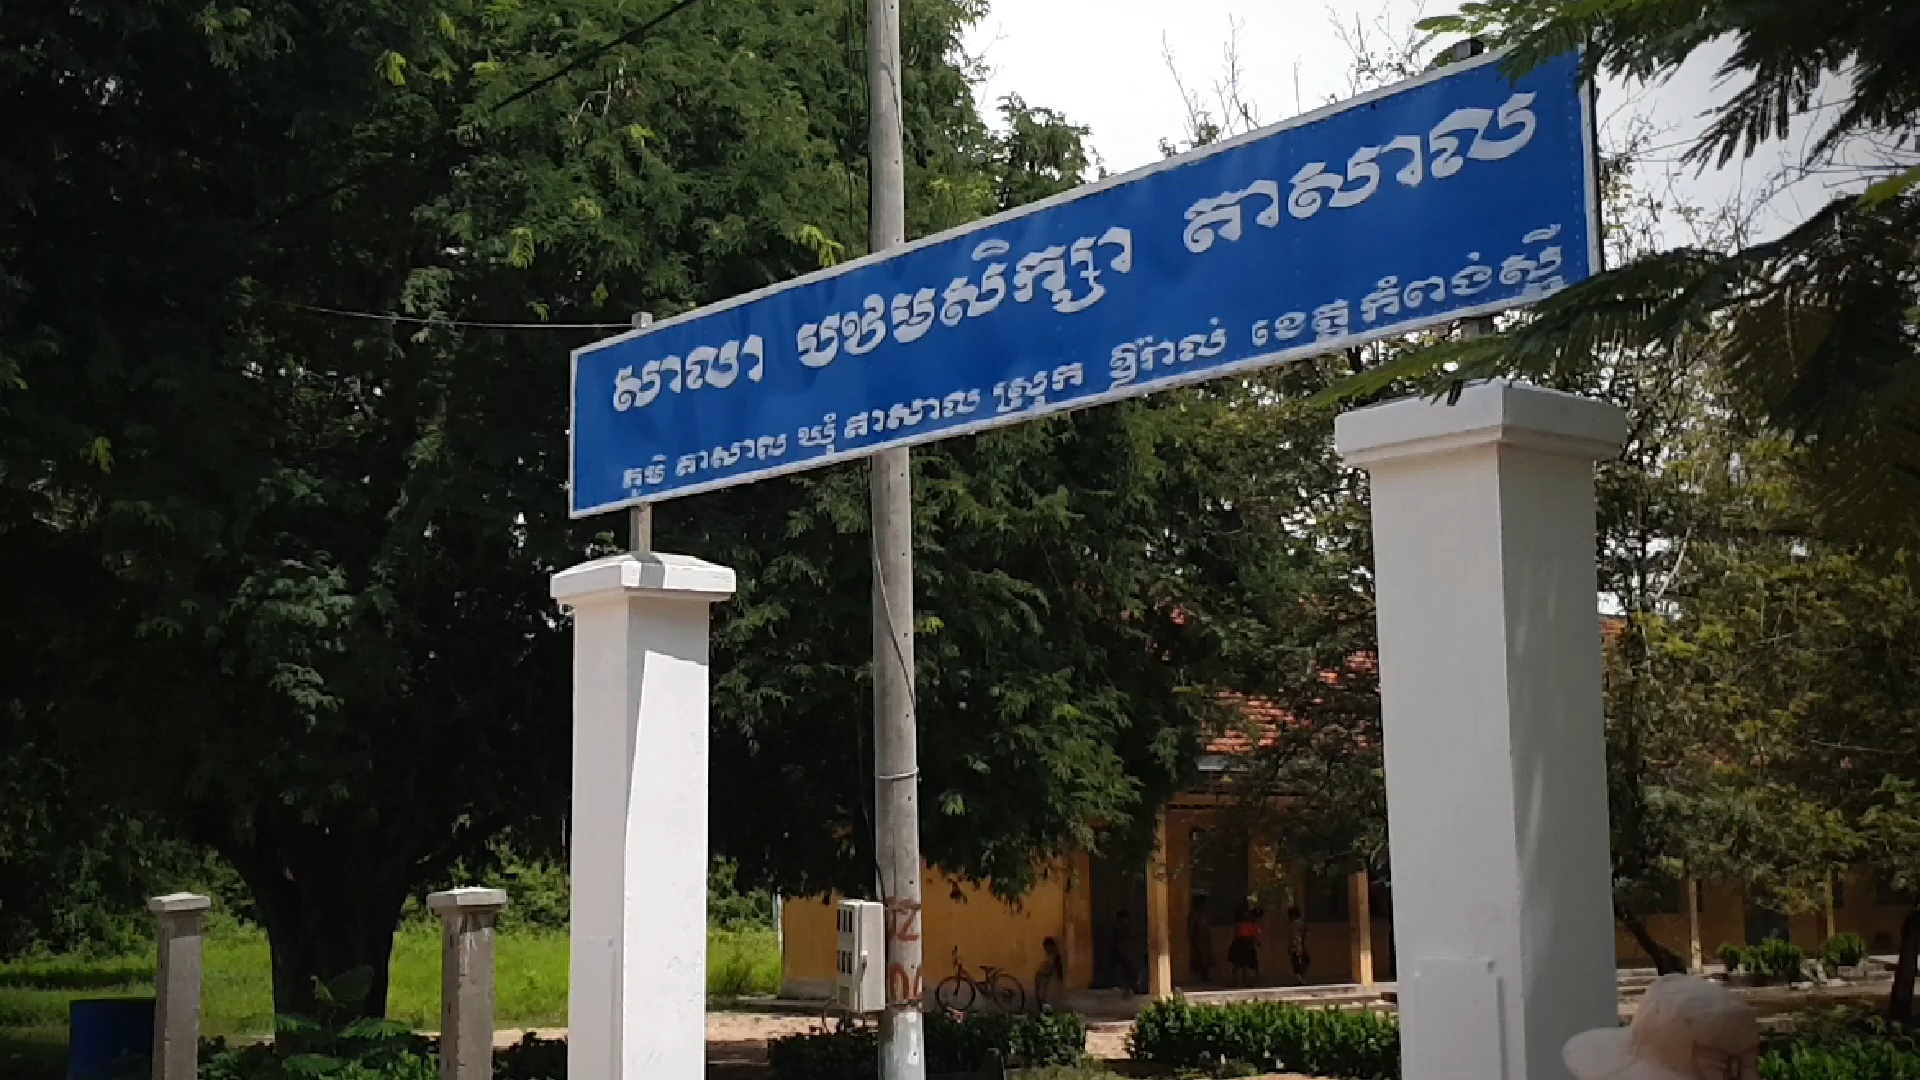 សាលា បឋមសិក្សា តាសាល
ភូមិ តាសាល ឃុំ តាសាល ស្រុក ឱរ៉ាល់ ខេត្ត កំពង់ស្ពឺ